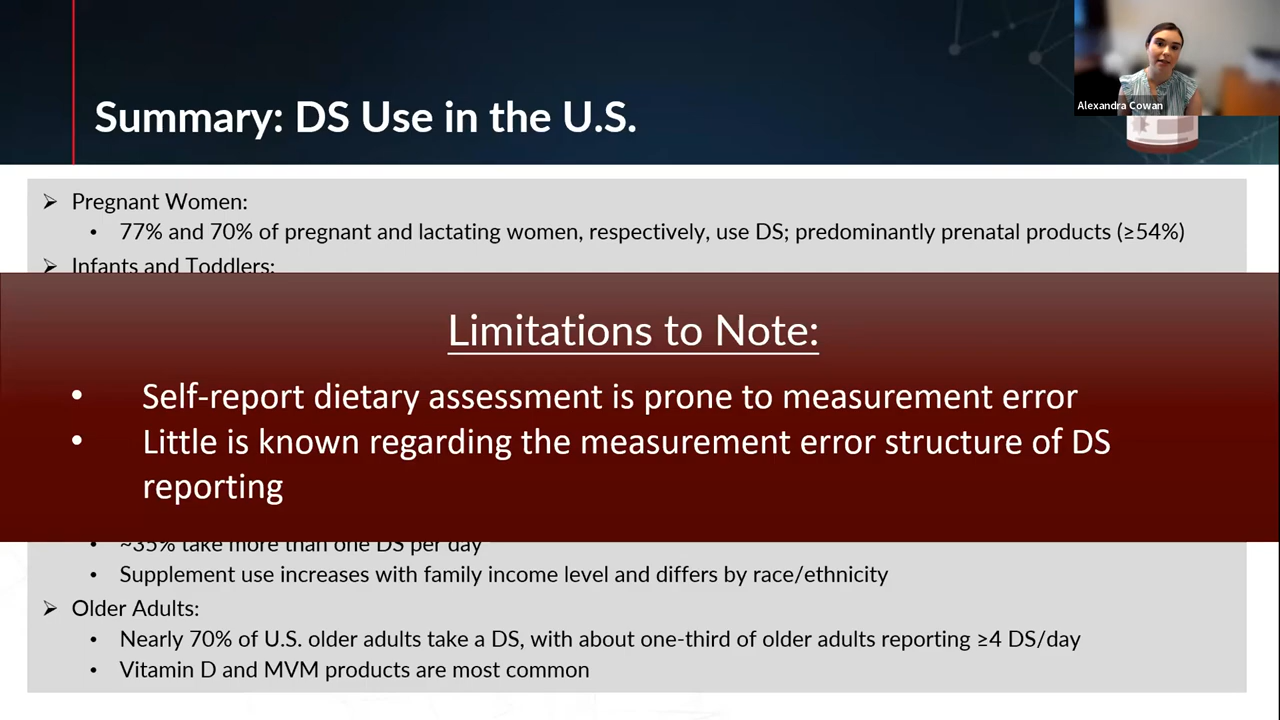 Alexandra Cowan
Summary: DS Use in the U.S.
➢ Pregnant Women:
• 77% and 70% of pregnant and lactating women, respectively, use DS; predominantly prenatal products (≥54%)
➢ Infants and Toddlers:
Limitations to Note:
• Self-report dietary assessment is prone to measurement error
• Little is known regarding the measurement error structure of DS
reporting
• ~35% take more than one DS per day
• Supplement use increases with family income level and differs by race/ethnicity
➢ Older Adults:
• Nearly 70% of U.S. older adults take a DS, with about one-third of older adults reporting ≥4 DS/day
• Vitamin D and MVM products are most common